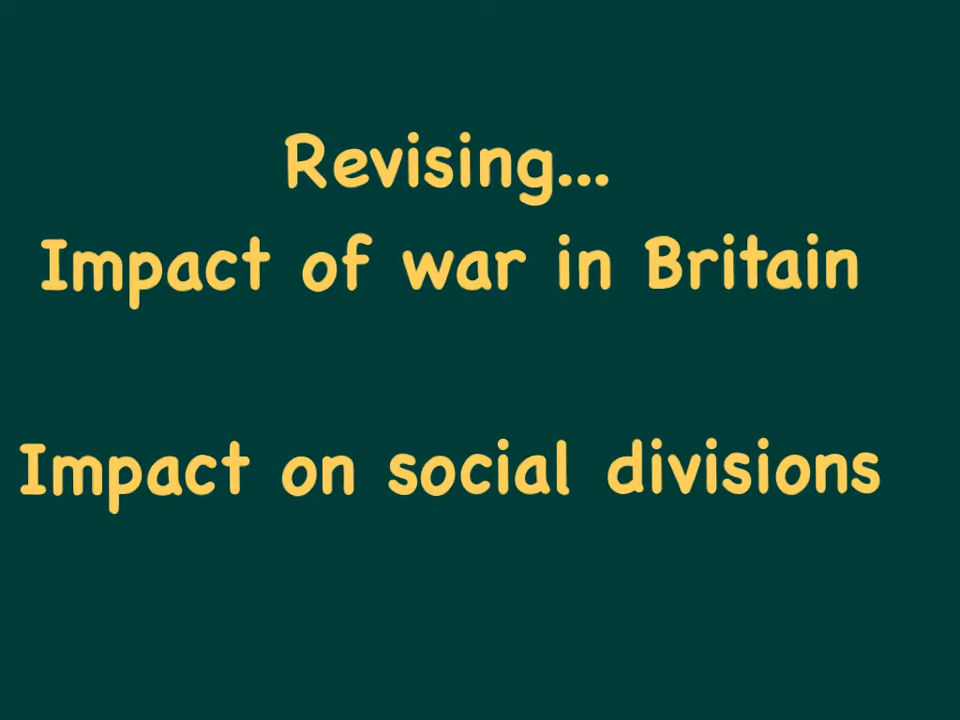 Revising...
Impact of war in Britain
Impact on social divisions